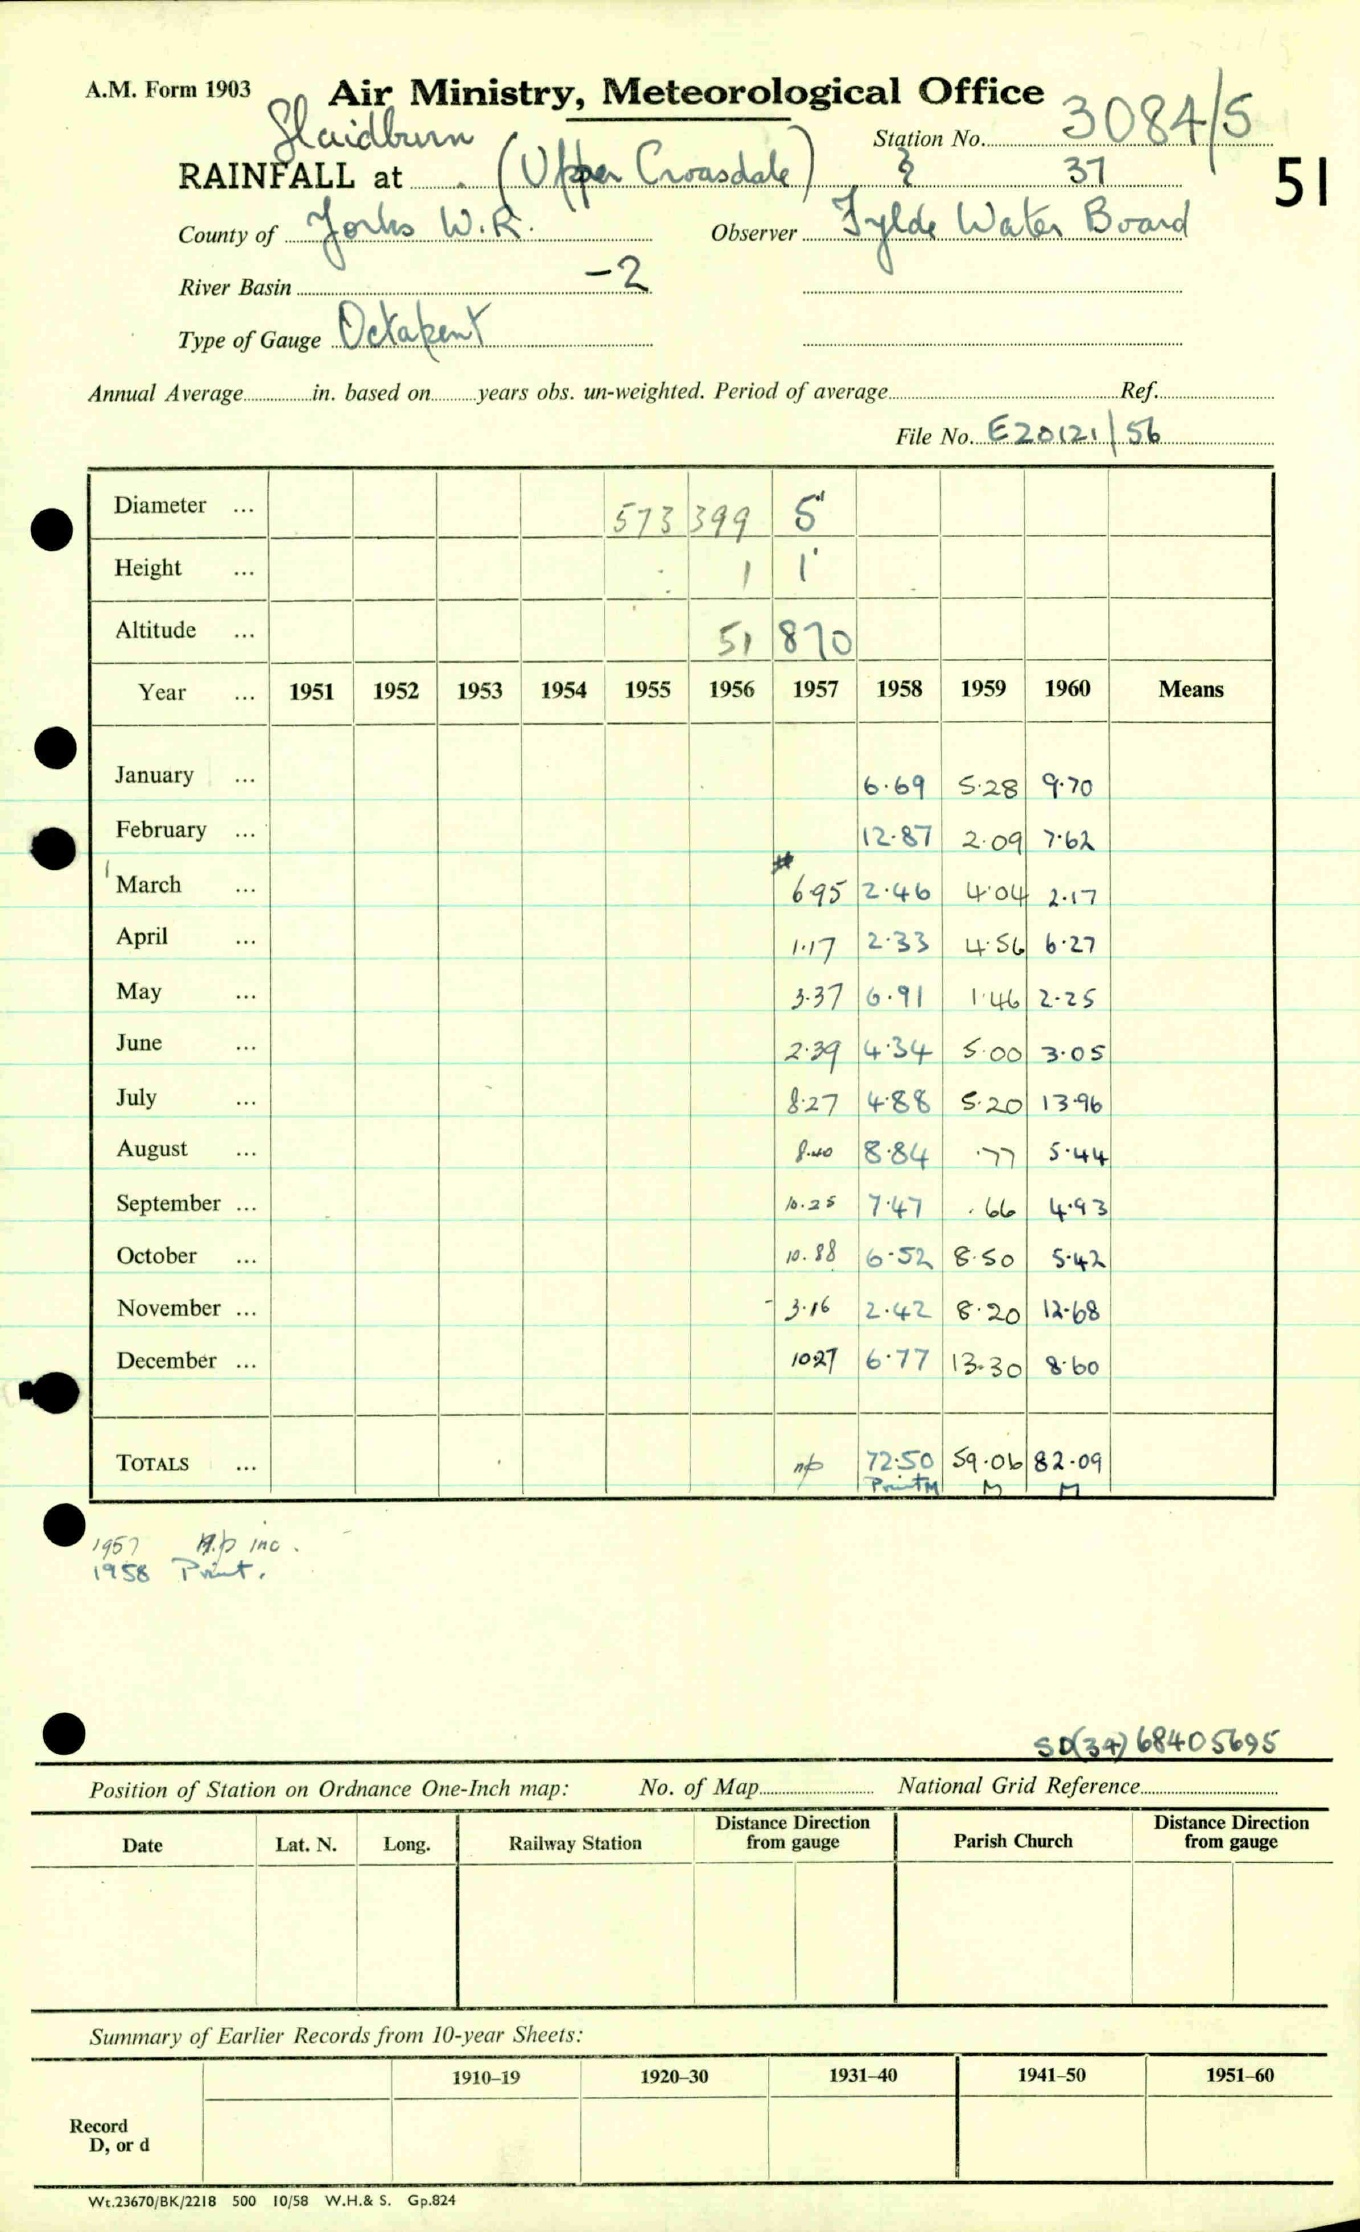 A.M. Form 1903
Air Ministry, Meteorological Office
Slaidburn
Station No. 3084/5
RAINFALL at (Upper Croasdale) & 37
51
County of Yorks W.R. Observer Fylde Water Board
River Basin -2
Type of Gauge Octapent
Annual Average in. based on years obs. un-weighted. Period of average Ref.
File No. E20121/56
Diameter ... 573 399 5"
Height ... 1 1'
Altitude ... 51 870
Year ... 1951 1952 1953 1954 1955 1956 1957 1958 1959 1960 Means
January ... 6.69 5.28 9.70
February ... 12.87 2.09 7.62
March ... 6.95 2.46 4.04 2.17
April ... 1.17 2.33 4.56 6.27
May ... 3.37 6.91 1.46 2.25
June ... 2.39 4.34 5.00 3.05
July ... 8.27 4.88 5.20 13.96
August ... 8.40 8.84 .77 5.44
September ... 10.25 7.47 .66 4.93
October ... 10.88 6.52 8.50 5.42
November ... 3.16 2.42 8.20 12.68
December ... 10.27 6.77 13.30 8.60
TOTALS ... np 72.50 59.06 82.09
Print M M M
1957 n.p inc.
1958 Print.
SD(34)68405695
Position of Station on Ordnance One-Inch map: No. of Map National Grid Reference
Date Lat. N. Long. Railway Station Distance Direction from gauge Parish Church Distance Direction from gauge
Summary of Earlier Records from 10-year Sheets:
1910–19 1920–30 1931–40 1941–50 1951–60
Record
D, or d
Wt.23670/BK/2218 500 10/58 W.H.& S. Gp.824